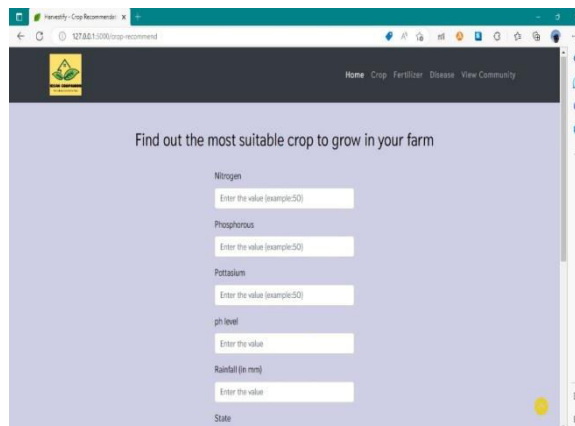 Harvestify - Crop Recommendat
127.0.0.1:5000/crop-recommend
Home Crop Fertilizer Disease View Community
Find out the most suitable crop to grow in your farm
Nitrogen
Enter the value (example:50)
Phosphorous
Enter the value (example:50)
Pottasium
Enter the value (example:50)
ph level
Enter the value
Rainfall (in mm)
Enter the value
State